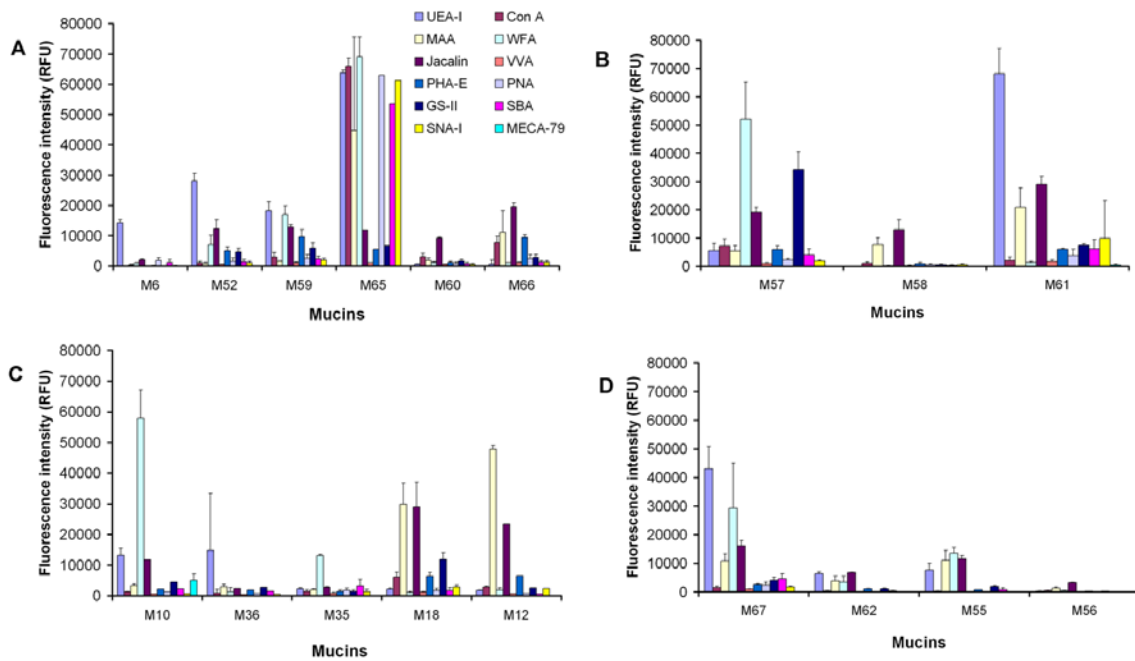 A
Fluorescence intensity (RFU)
80000
70000
60000
50000
40000
30000
20000
10000
0
UEA-I Con A
MAA WFA
Jacalin VVA
PHA-E PNA
GS-II SBA
SNA-I MECA-79
M6 M52 M59 M65 M60 M66
Mucins
B
Fluorescence intensity (RFU)
80000
70000
60000
50000
40000
30000
20000
10000
0
M57 M58 M61
Mucins
C
Fluorescence intensity (RFU)
80000
70000
60000
50000
40000
30000
20000
10000
0
M10 M36 M35 M18 M12
Mucins
D
Fluorescence intensity (RFU)
80000
70000
60000
50000
40000
30000
20000
10000
0
M67 M62 M55 M56
Mucins